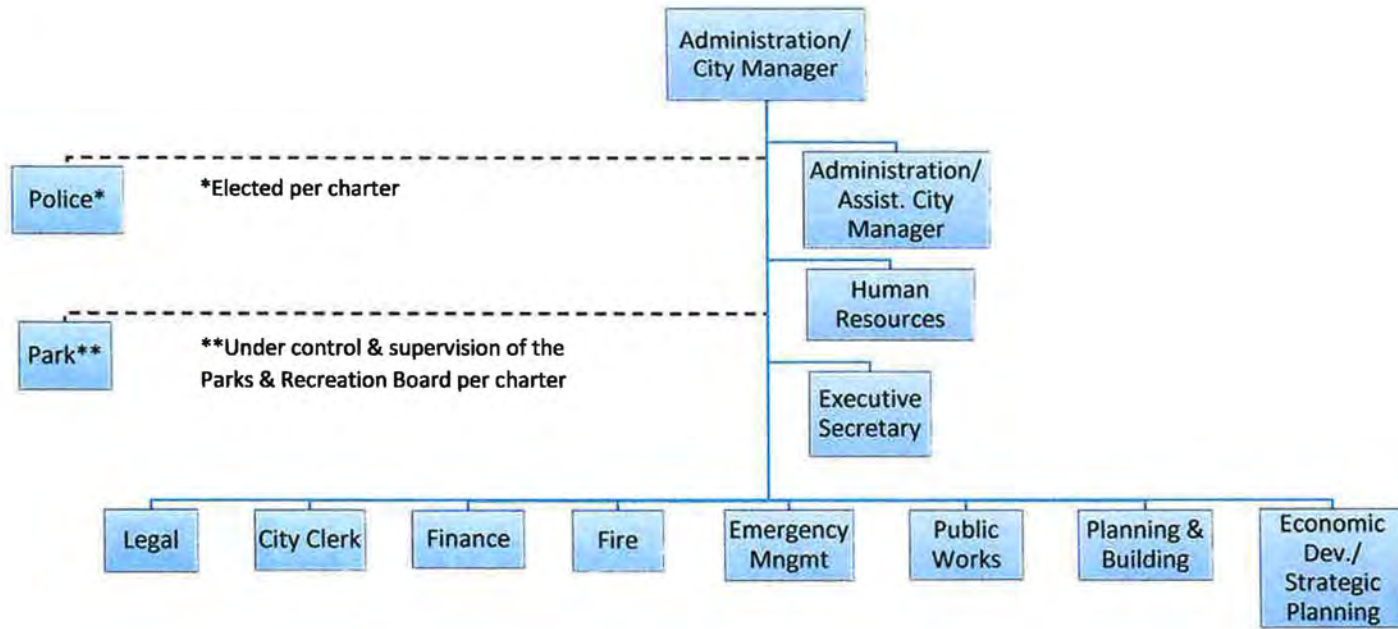 Administration/
City Manager
Police*
*Elected per charter
Administration/
Assist. City
Manager
Human
Resources
Park**
**Under control & supervision of the
Parks & Recreation Board per charter
Executive
Secretary
Legal
City Clerk
Finance
Fire
Emergency
Mngmt
Public
Works
Planning &
Building
Economic
Dev./
Strategic
Planning